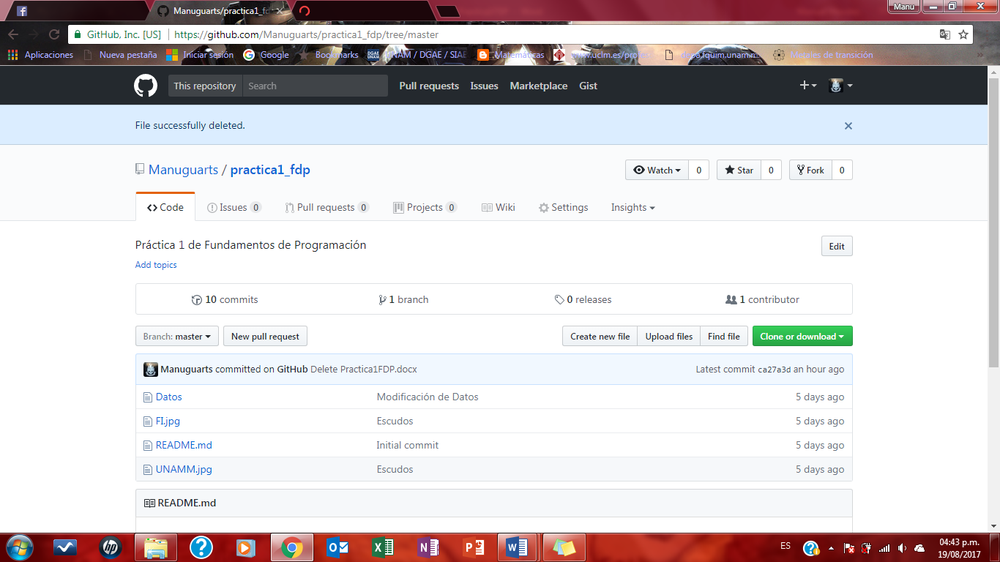 Manu
Manuguarts/practica1_fd
GitHub, Inc. [US] https://github.com/Manuguarts/practica1_fdp/tree/master
Aplicaciones Nueva pestaña Iniciar sesión Google Bookmarks UNAM / DGAE / SIAE Matemáticas www.uclm.es/profe Metales de transición »
This repository Search Pull requests Issues Marketplace Gist
File successfully deleted.
Manuguarts / practica1_fdp Watch 0 Star 0 Fork 0
Code Issues 0 Pull requests 0 Projects 0 Wiki Settings Insights
Práctica 1 de Fundamentos de Programación Edit
Add topics
10 commits 1 branch 0 releases 1 contributor
Branch: master New pull request Create new file Upload files Find file Clone or download
Manuguarts committed on GitHub Delete Practica1FDP.docx Latest commit ca27a3d an hour ago
Datos Modificación de Datos 5 days ago
FI.jpg Escudos 5 days ago
README.md Initial commit 5 days ago
UNAMM.jpg Escudos 5 days ago
README.md
ES 04:43 p.m.
19/08/2017